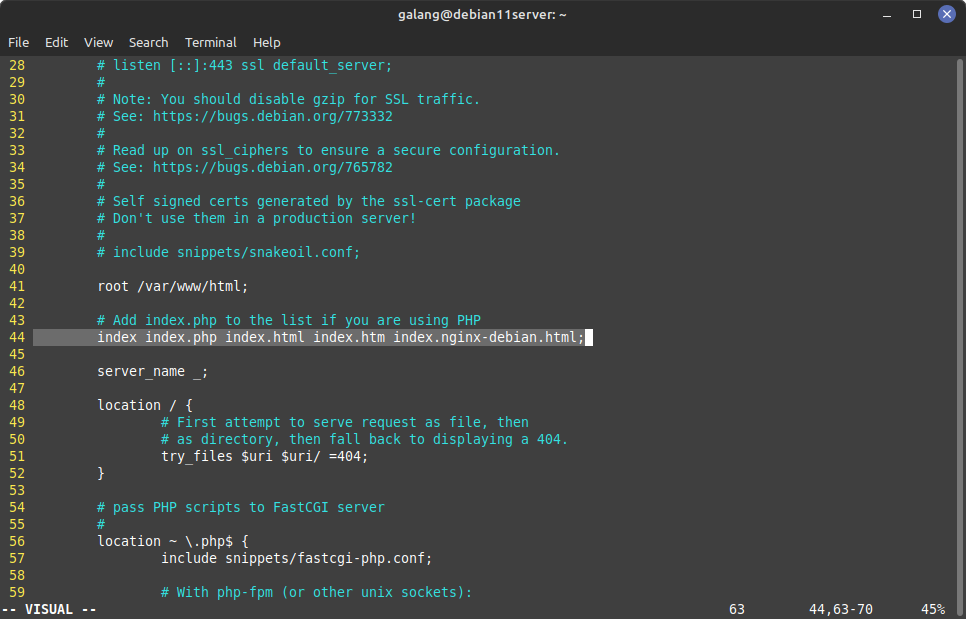 galang@debian11server: ~
File Edit View Search Terminal Help
28 # listen [::]:443 ssl default_server;
29 #
30 # Note: You should disable gzip for SSL traffic.
31 # See: https://bugs.debian.org/773332
32 #
33 # Read up on ssl_ciphers to ensure a secure configuration.
34 # See: https://bugs.debian.org/765782
35 #
36 # Self signed certs generated by the ssl-cert package
37 # Don't use them in a production server!
38 #
39 # include snippets/snakeoil.conf;
40
41 root /var/www/html;
42
43 # Add index.php to the list if you are using PHP
44 index index.php index.html index.htm index.nginx-debian.html;
45
46 server_name _;
47
48 location / {
49 # First attempt to serve request as file, then
50 # as directory, then fall back to displaying a 404.
51 try_files $uri $uri/ =404;
52 }
53
54 # pass PHP scripts to FastCGI server
55 #
56 location ~ \.php$ {
57 include snippets/fastcgi-php.conf;
58
59 # With php-fpm (or other unix sockets):
-- VISUAL -- 63 44,63-70 45%